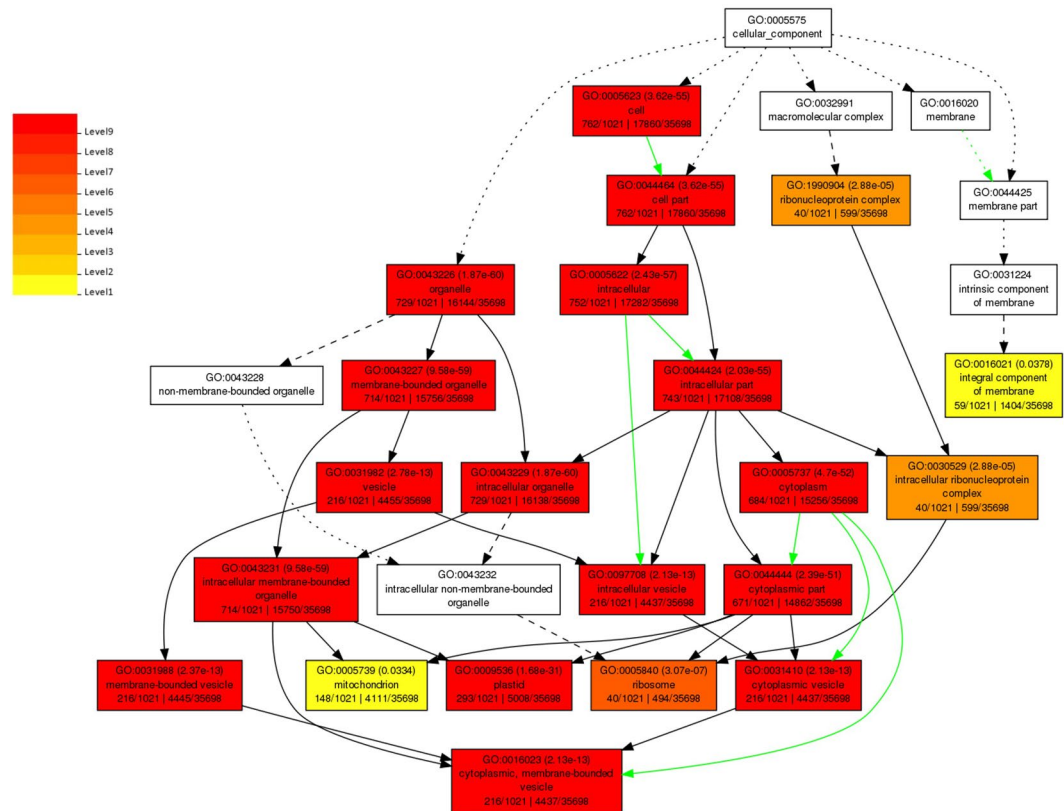 GO:0005575
cellular_component
GO:0005623 (3.62e-55)
cell
762/1021 | 17860/35698
GO:0032991
macromolecular complex
GO:0016020
membrane
Level9
Level8
Level7
Level6
Level5
Level4
Level3
Level2
Level1
GO:0044464 (3.62e-55)
cell part
762/1021 | 17860/35698
GO:1990904 (2.88e-05)
ribonucleoprotein complex
40/1021 | 599/35698
GO:0044425
membrane part
GO:0043226 (1.87e-60)
organelle
729/1021 | 16144/35698
GO:0005622 (2.43e-57)
intracellular
752/1021 | 17282/35698
GO:0031224
intrinsic component
of membrane
GO:0043228
non-membrane-bounded organelle
GO:0043227 (9.58e-59)
membrane-bounded organelle
714/1021 | 15756/35698
GO:0044424 (2.03e-55)
intracellular part
743/1021 | 17108/35698
GO:0016021 (0.0378)
integral component
of membrane
59/1021 | 1404/35698
GO:0031982 (2.78e-13)
vesicle
216/1021 | 4455/35698
GO:0043229 (1.87e-60)
intracellular organelle
729/1021 | 16138/35698
GO:0005737 (4.7e-52)
cytoplasm
684/1021 | 15256/35698
GO:0030529 (2.88e-05)
intracellular ribonucleoprotein
complex
40/1021 | 599/35698
GO:0043231 (9.58e-59)
intracellular membrane-bounded
organelle
714/1021 | 15750/35698
GO:0043232
intracellular non-membrane-bounded
organelle
GO:0097708 (2.13e-13)
intracellular vesicle
216/1021 | 4437/35698
GO:0044444 (2.39e-51)
cytoplasmic part
671/1021 | 14862/35698
GO:0031988 (2.37e-13)
membrane-bounded vesicle
216/1021 | 4445/35698
GO:0005739 (0.0334)
mitochondrion
148/1021 | 4111/35698
GO:0009536 (1.68e-31)
plastid
293/1021 | 5008/35698
GO:0005840 (3.07e-07)
ribosome
40/1021 | 494/35698
GO:0031410 (2.13e-13)
cytoplasmic vesicle
216/1021 | 4437/35698
GO:0016023 (2.13e-13)
cytoplasmic, membrane-bounded
vesicle
216/1021 | 4437/35698